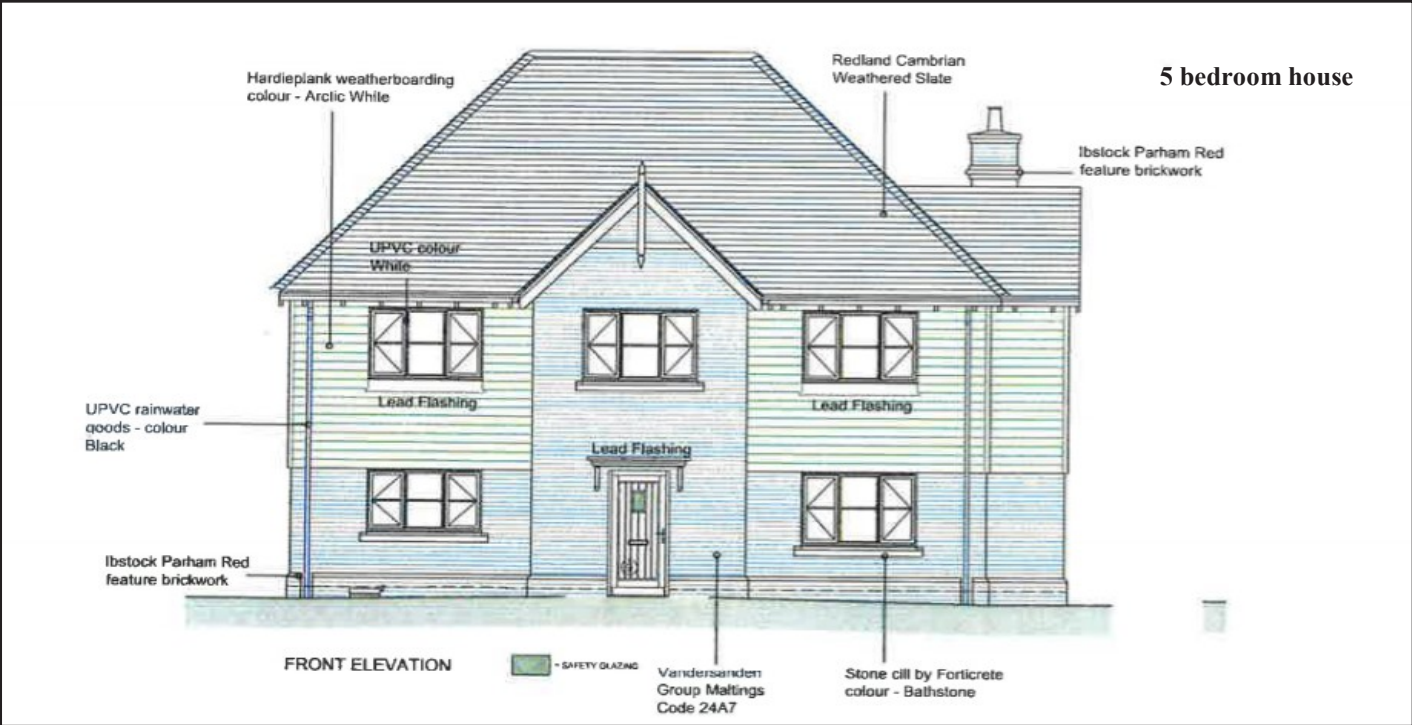 5 bedroom house
Hardieplank weatherboarding
colour - Arctic White
Redland Cambrian
Weathered Slate
Ibstock Parham Red
feature brickwork
UPVC colour
White
Lead Flashing
Lead Flashing
UPVC rainwater
goods - colour
Black
Lead Flashing
Ibstock Parham Red
feature brickwork
FRONT ELEVATION
= SAFETY GLAZING
Vandersanden
Group Maltings
Code 24A7
Stone cill by Forticrete
colour - Bathstone